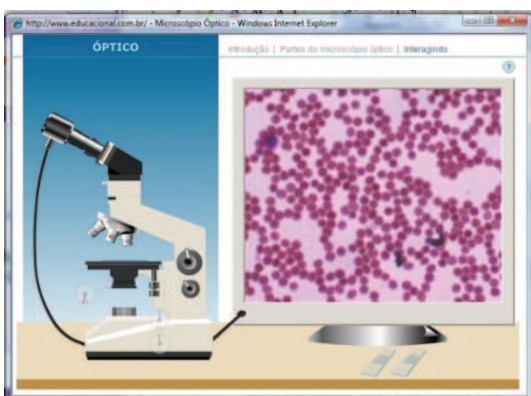 http://www.educacional.com.br/ - Microscópio Óptico - Windows Internet Explorer
ÓPTICO
Introdução | Partes do microscópio óptico | Interagindo
?